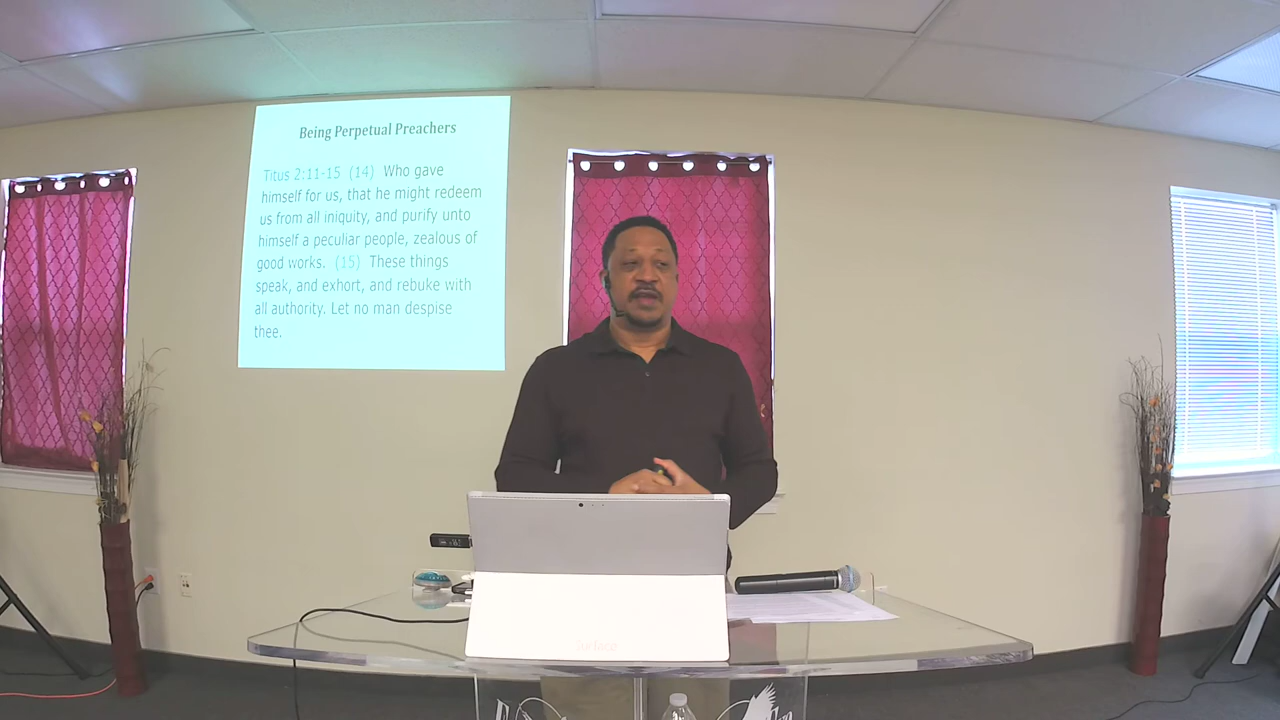 Being Perpetual Preachers
Titus 2:11-15 (14) Who gave
himself for us, that he might redeem
us from all iniquity, and purify unto
himself a peculiar people, zealous of
good works. (15) These things
speak, and exhort, and rebuke with
all authority. Let no man despise
thee.
Surface